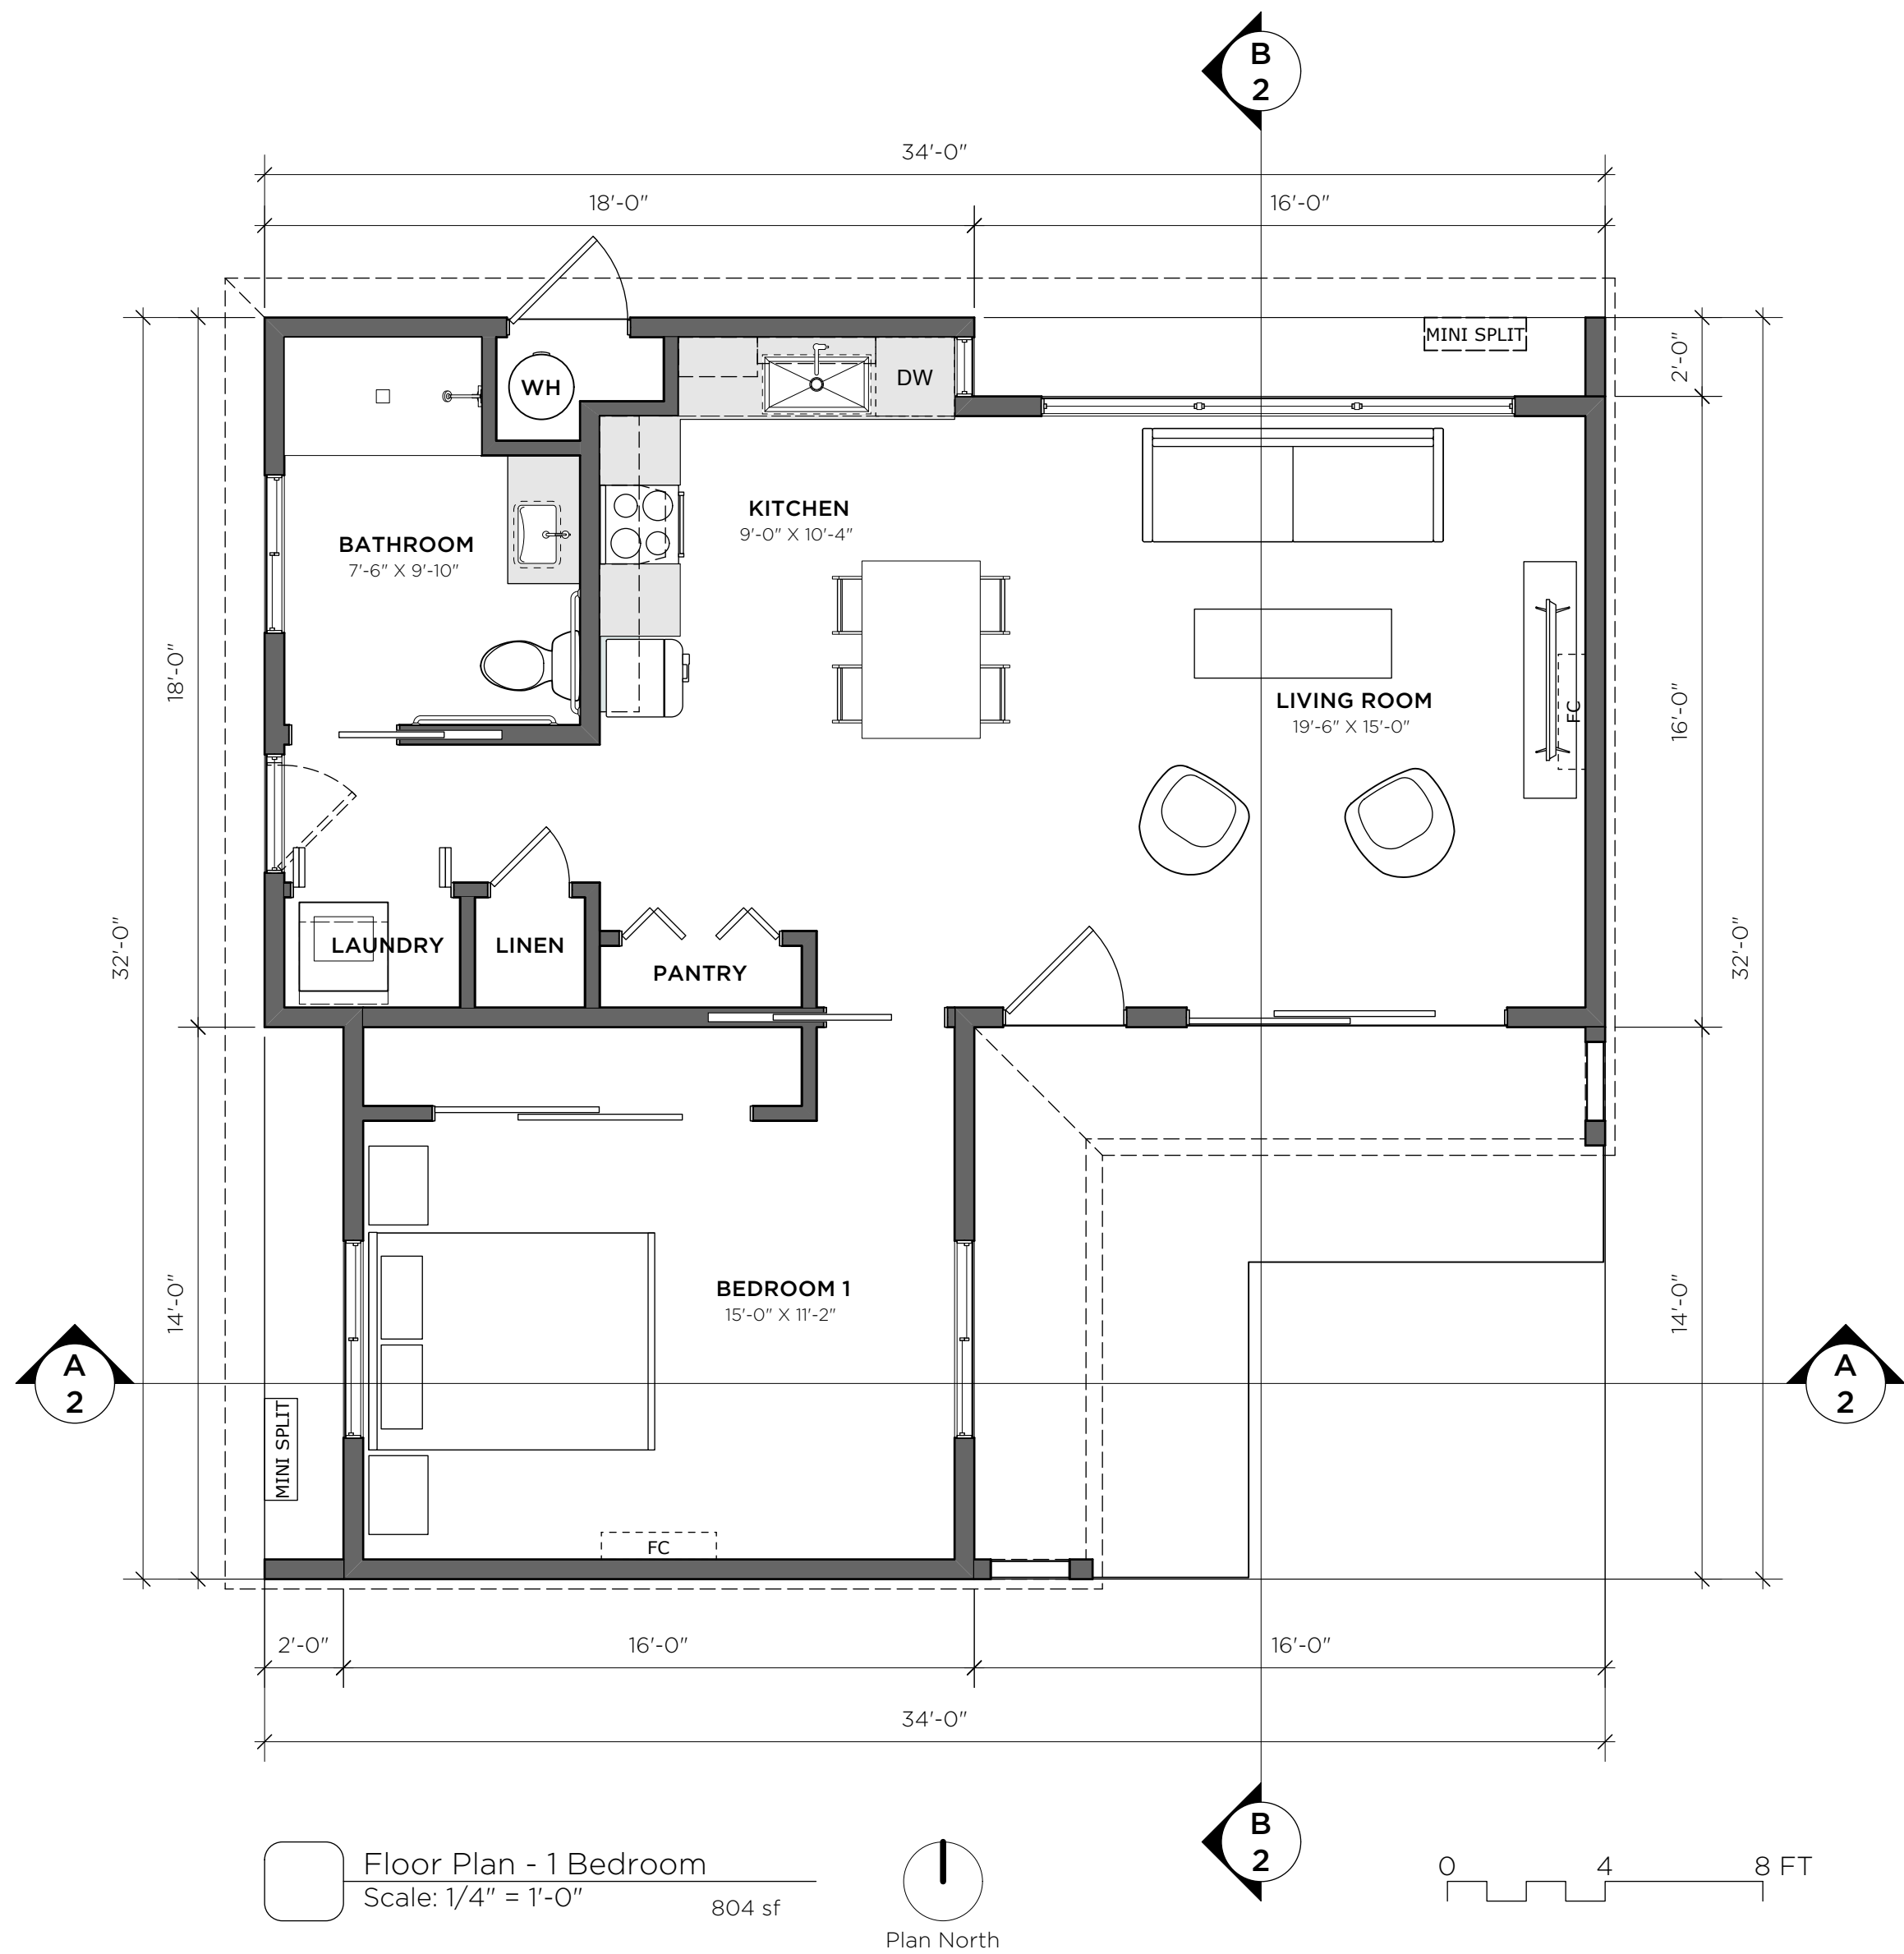 B
2
34'-0"
18'-0"
16'-0"
MINI SPLIT
2'-0"
WH
DW
KITCHEN
9'-0" X 10'-4"
BATHROOM
7'-6" X 9'-10"
18'-0"
LIVING ROOM
19'-6" X 15'-0"
FC
16'-0"
32'-0"
LAUNDRY
LINEN
PANTRY
32'-0"
14'-0"
BEDROOM 1
15'-0" X 11'-2"
14'-0"
A
2
A
2
MINI SPLIT
FC
2'-0"
16'-0"
16'-0"
34'-0"
B
2
Floor Plan - 1 Bedroom
Scale: 1/4" = 1'-0"
804 sf
Plan North
0 4 8 FT